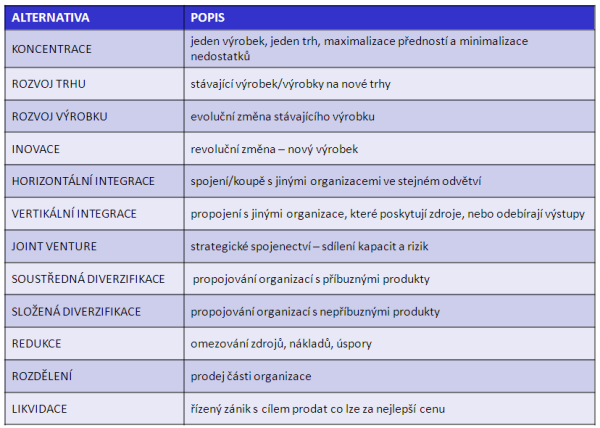 ALTERNATIVA POPIS
KONCENTRACE jeden výrobek, jeden trh, maximalizace předností a minimalizace
nedostatků
ROZVOJ TRHU stávající výrobek/výrobky na nové trhy
ROZVOJ VÝROBKU evoluční změna stávajícího výrobku
INOVACE revoluční změna – nový výrobek
HORIZONTÁLNÍ INTEGRACE spojení/koupě s jinými organizacemi ve stejném odvětví
VERTIKÁLNÍ INTEGRACE propojení s jinými organizace, které poskytují zdroje, nebo odebírají výstupy
JOINT VENTURE strategické spojenectví – sdílení kapacit a rizik
SOUSTŘEDNÁ DIVERZIFIKACE propojování organizací s příbuznými produkty
SLOŽENÁ DIVERZIFIKACE propojování organizací s nepříbuznými produkty
REDUKCE omezování zdrojů, nákladů, úspory
ROZDĚLENÍ prodej části organizace
LIKVIDACE řízený zánik s cílem prodat co lze za nejlepší cenu